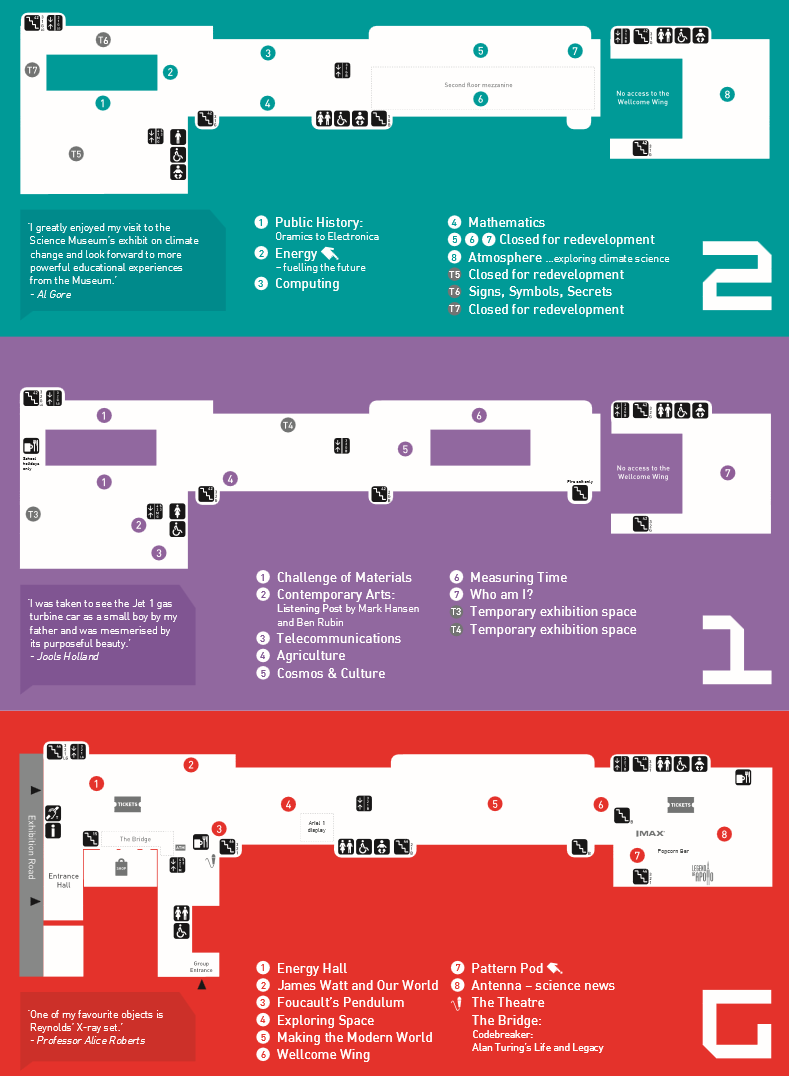 T6
3
5
7
T7
2
1
Second floor mezzanine
6
4
No access to the
Wellcome Wing
8
T5
'I greatly enjoyed my visit to the
Science Museum's exhibit on climate
change and look forward to more
powerful educational experiences
from the Museum.'
- Al Gore
1 Public History:
Oramics to Electronica
2 Energy
– fuelling the future
3 Computing
4 Mathematics
5 6 7 Closed for redevelopment
8 Atmosphere ...exploring climate science
T5 Closed for redevelopment
T6 Signs, Symbols, Secrets
T7 Closed for redevelopment
2
1
T4
6
School
holidays
only
5
No access to the
Wellcome Wing
7
1
4
Fire exit only
T3
2
3
'I was taken to see the Jet 1 gas
turbine car as a small boy by my
father and was mesmerised by
its purposeful beauty.'
- Jools Holland
1 Challenge of Materials
2 Contemporary Arts:
Listening Post by Mark Hansen
and Ben Rubin
3 Telecommunications
4 Agriculture
5 Cosmos & Culture
6 Measuring Time
7 Who am I?
T3 Temporary exhibition space
T4 Temporary exhibition space
1
2
1
TICKETS
4
5
6
TICKETS
Exhibition Road
The Bridge
3
Ariel 1
display
IMAX
8
7
Popcorn Bar
LEGEND
OF APOLLO
SHOP
Entrance
Hall
Group
Entrance
'One of my favourite objects is
Reynolds' X-ray set.'
- Professor Alice Roberts
1 Energy Hall
2 James Watt and Our World
3 Foucault's Pendulum
4 Exploring Space
5 Making the Modern World
6 Wellcome Wing
7 Pattern Pod
8 Antenna – science news
The Theatre
The Bridge:
Codebreaker:
Alan Turing's Life and Legacy
G